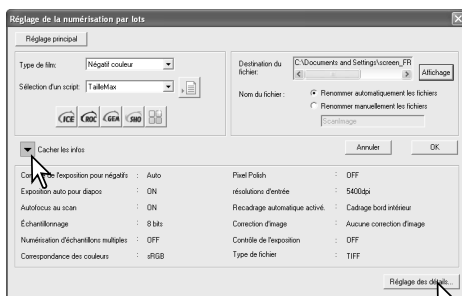 Réglage de la numérisation par lots
Réglage principal
Type de film: Négatif couleur
Sélection d'un script: TailleMax
ICE ROC GEM SHO
Destination du fichier: C:\Documents and Settings\screen_FR Affichage
Nom du fichier: Renommer automatiquement les fichiers
Renommer manuellement les fichiers
ScanImage
Cacher les infos
Annuler OK
de l'exposition pour négatifs : Auto
Exposition auto pour diapos : ON
Autofocus au scan : ON
Échantillonnage : 8 bits
Numérisation d'échantillons multiples : OFF
Correspondance des couleurs : sRGB
Pixel Polish : OFF
résolutions d'entrée : 5400dpi
Recadrage automatique activé. : Cadrage bord intérieur
Correction d'image : Aucune correction d'image
Contrôle de l'exposition : OFF
Type de fichier : TIFF
Réglage des détails...